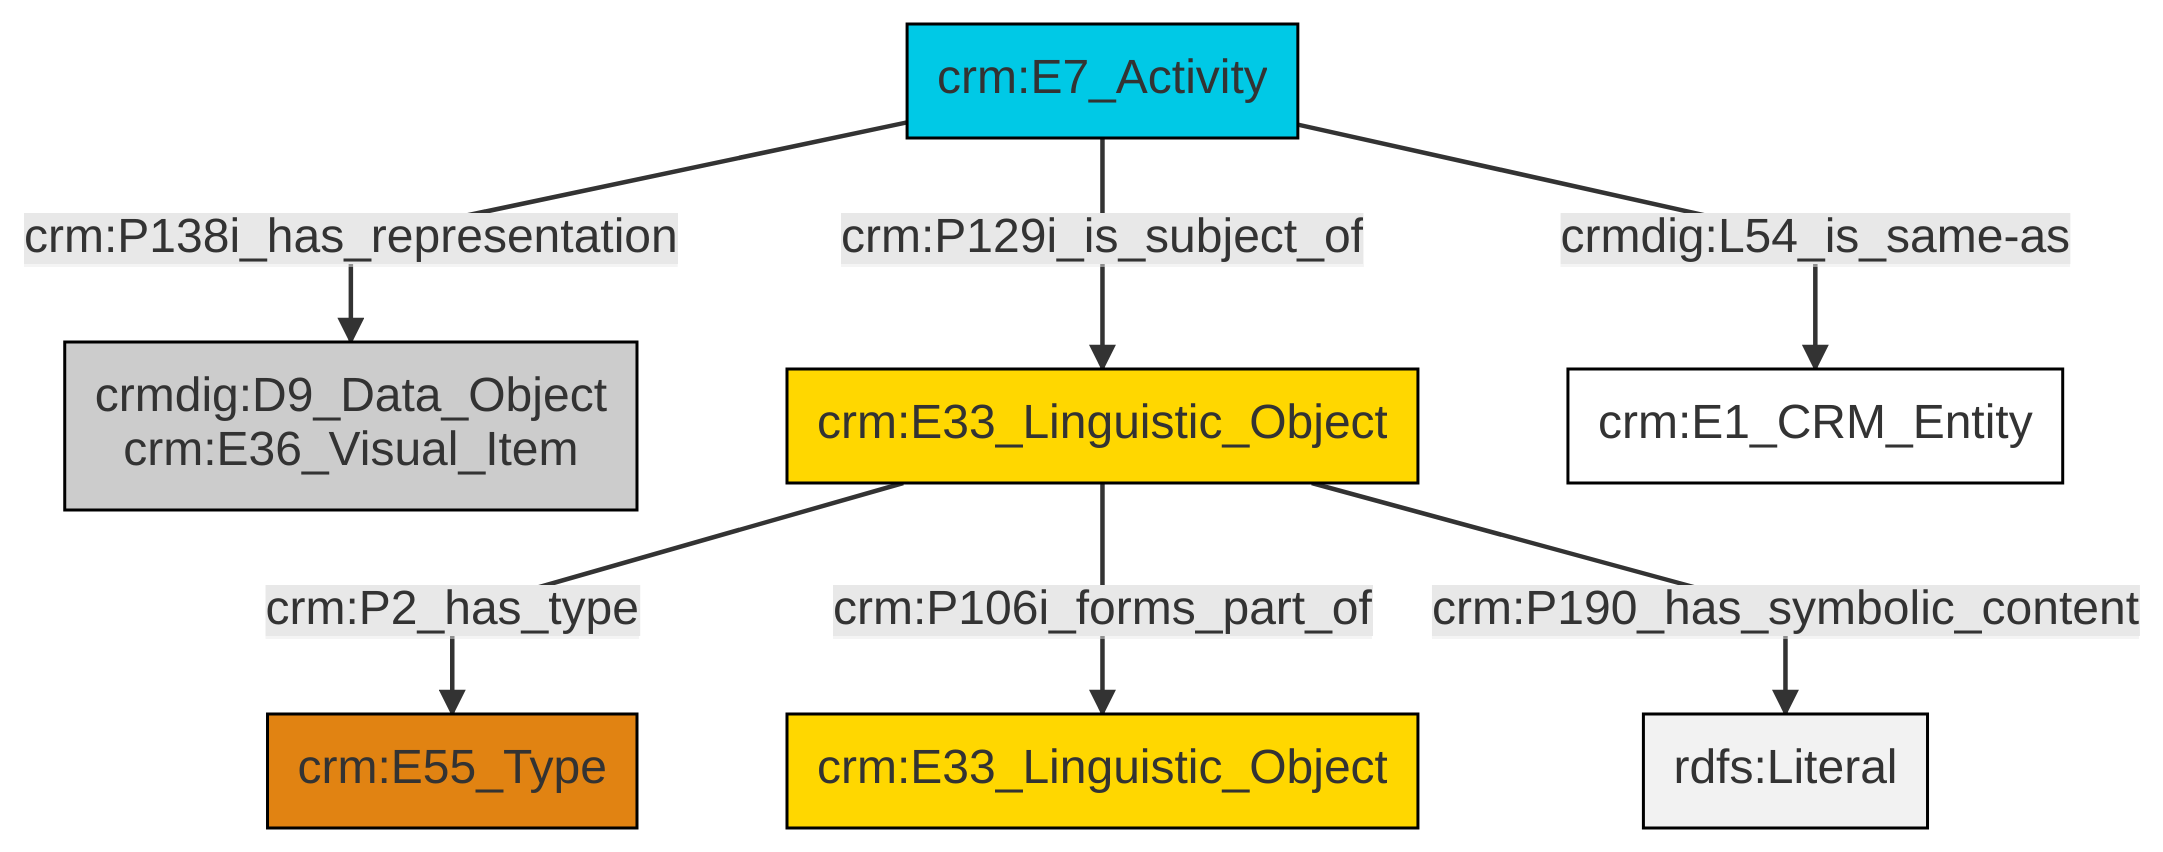 crm:E7_Activity
crm:P138i_has_representation
crm:P129i_is_subject_of
crmdig:L54_is_same-as
crmdig:D9_Data_Object
crm:E36_Visual_Item
crm:E33_Linguistic_Object
crm:E1_CRM_Entity
crm:P2_has_type
crm:P106i_forms_part_of
crm:P190_has_symbolic_content
crm:E55_Type
crm:E33_Linguistic_Object
rdfs:Literal